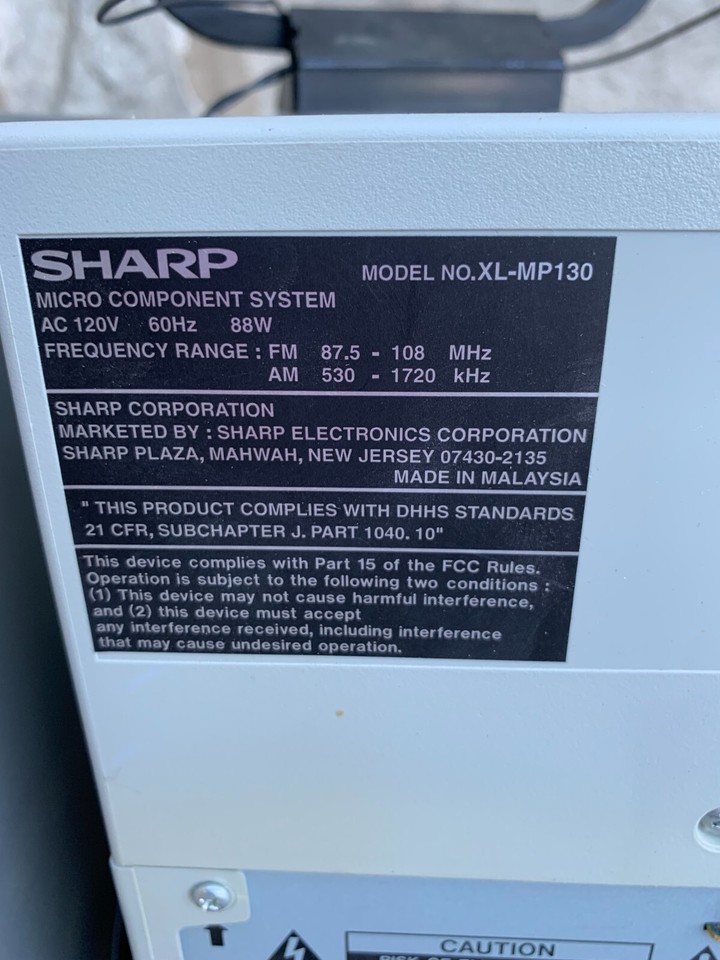 SHARP
MODEL NO.XL-MP130
MICRO COMPONENT SYSTEM
AC 120V 60Hz 88W
FREQUENCY RANGE : FM 87.5 - 108 MHz
AM 530 - 1720 kHz
SHARP CORPORATION
MARKETED BY : SHARP ELECTRONICS CORPORATION
SHARP PLAZA, MAHWAH, NEW JERSEY 07430-2135
MADE IN MALAYSIA
" THIS PRODUCT COMPLIES WITH DHHS STANDARDS
21 CFR, SUBCHAPTER J. PART 1040. 10"
This device complies with Part 15 of the FCC Rules.
Operation is subject to the following two conditions :
(1) This device may not cause harmful interference,
and (2) this device must accept
any interference received, including interference
that may cause undesired operation.
CAUTION
RISK OF